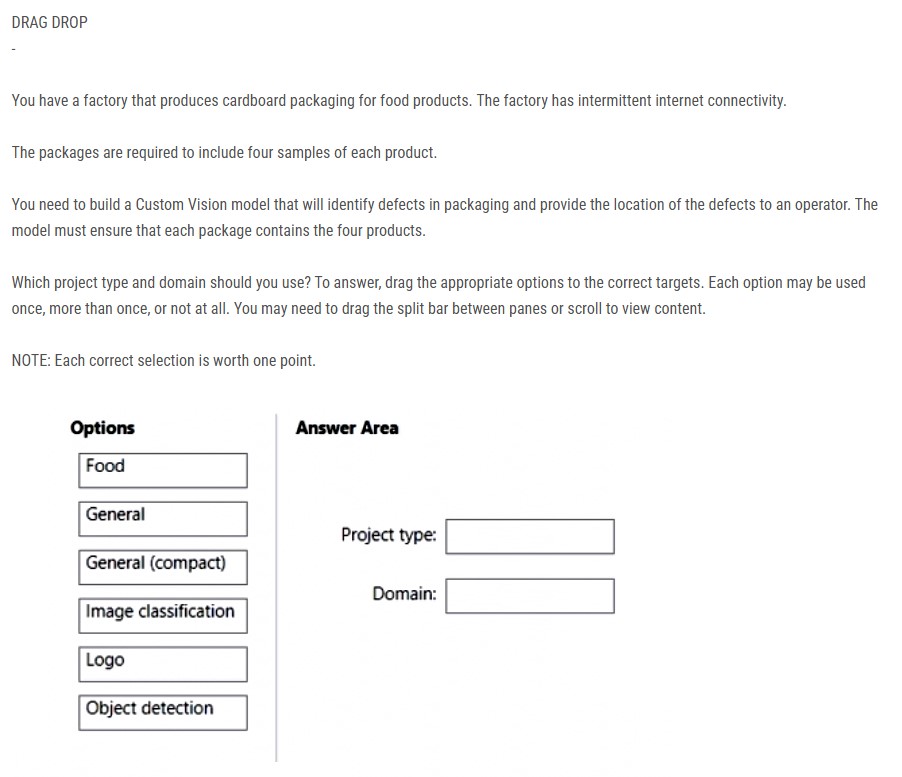 DRAG DROP
-
You have a factory that produces cardboard packaging for food products. The factory has intermittent internet connectivity.
The packages are required to include four samples of each product.
You need to build a Custom Vision model that will identify defects in packaging and provide the location of the defects to an operator. The
model must ensure that each package contains the four products.
Which project type and domain should you use? To answer, drag the appropriate options to the correct targets. Each option may be used
once, more than once, or not at all. You may need to drag the split bar between panes or scroll to view content.
NOTE: Each correct selection is worth one point.
Options
Food
General
General (compact)
Image classification
Logo
Object detection
Answer Area
Project type:
Domain: